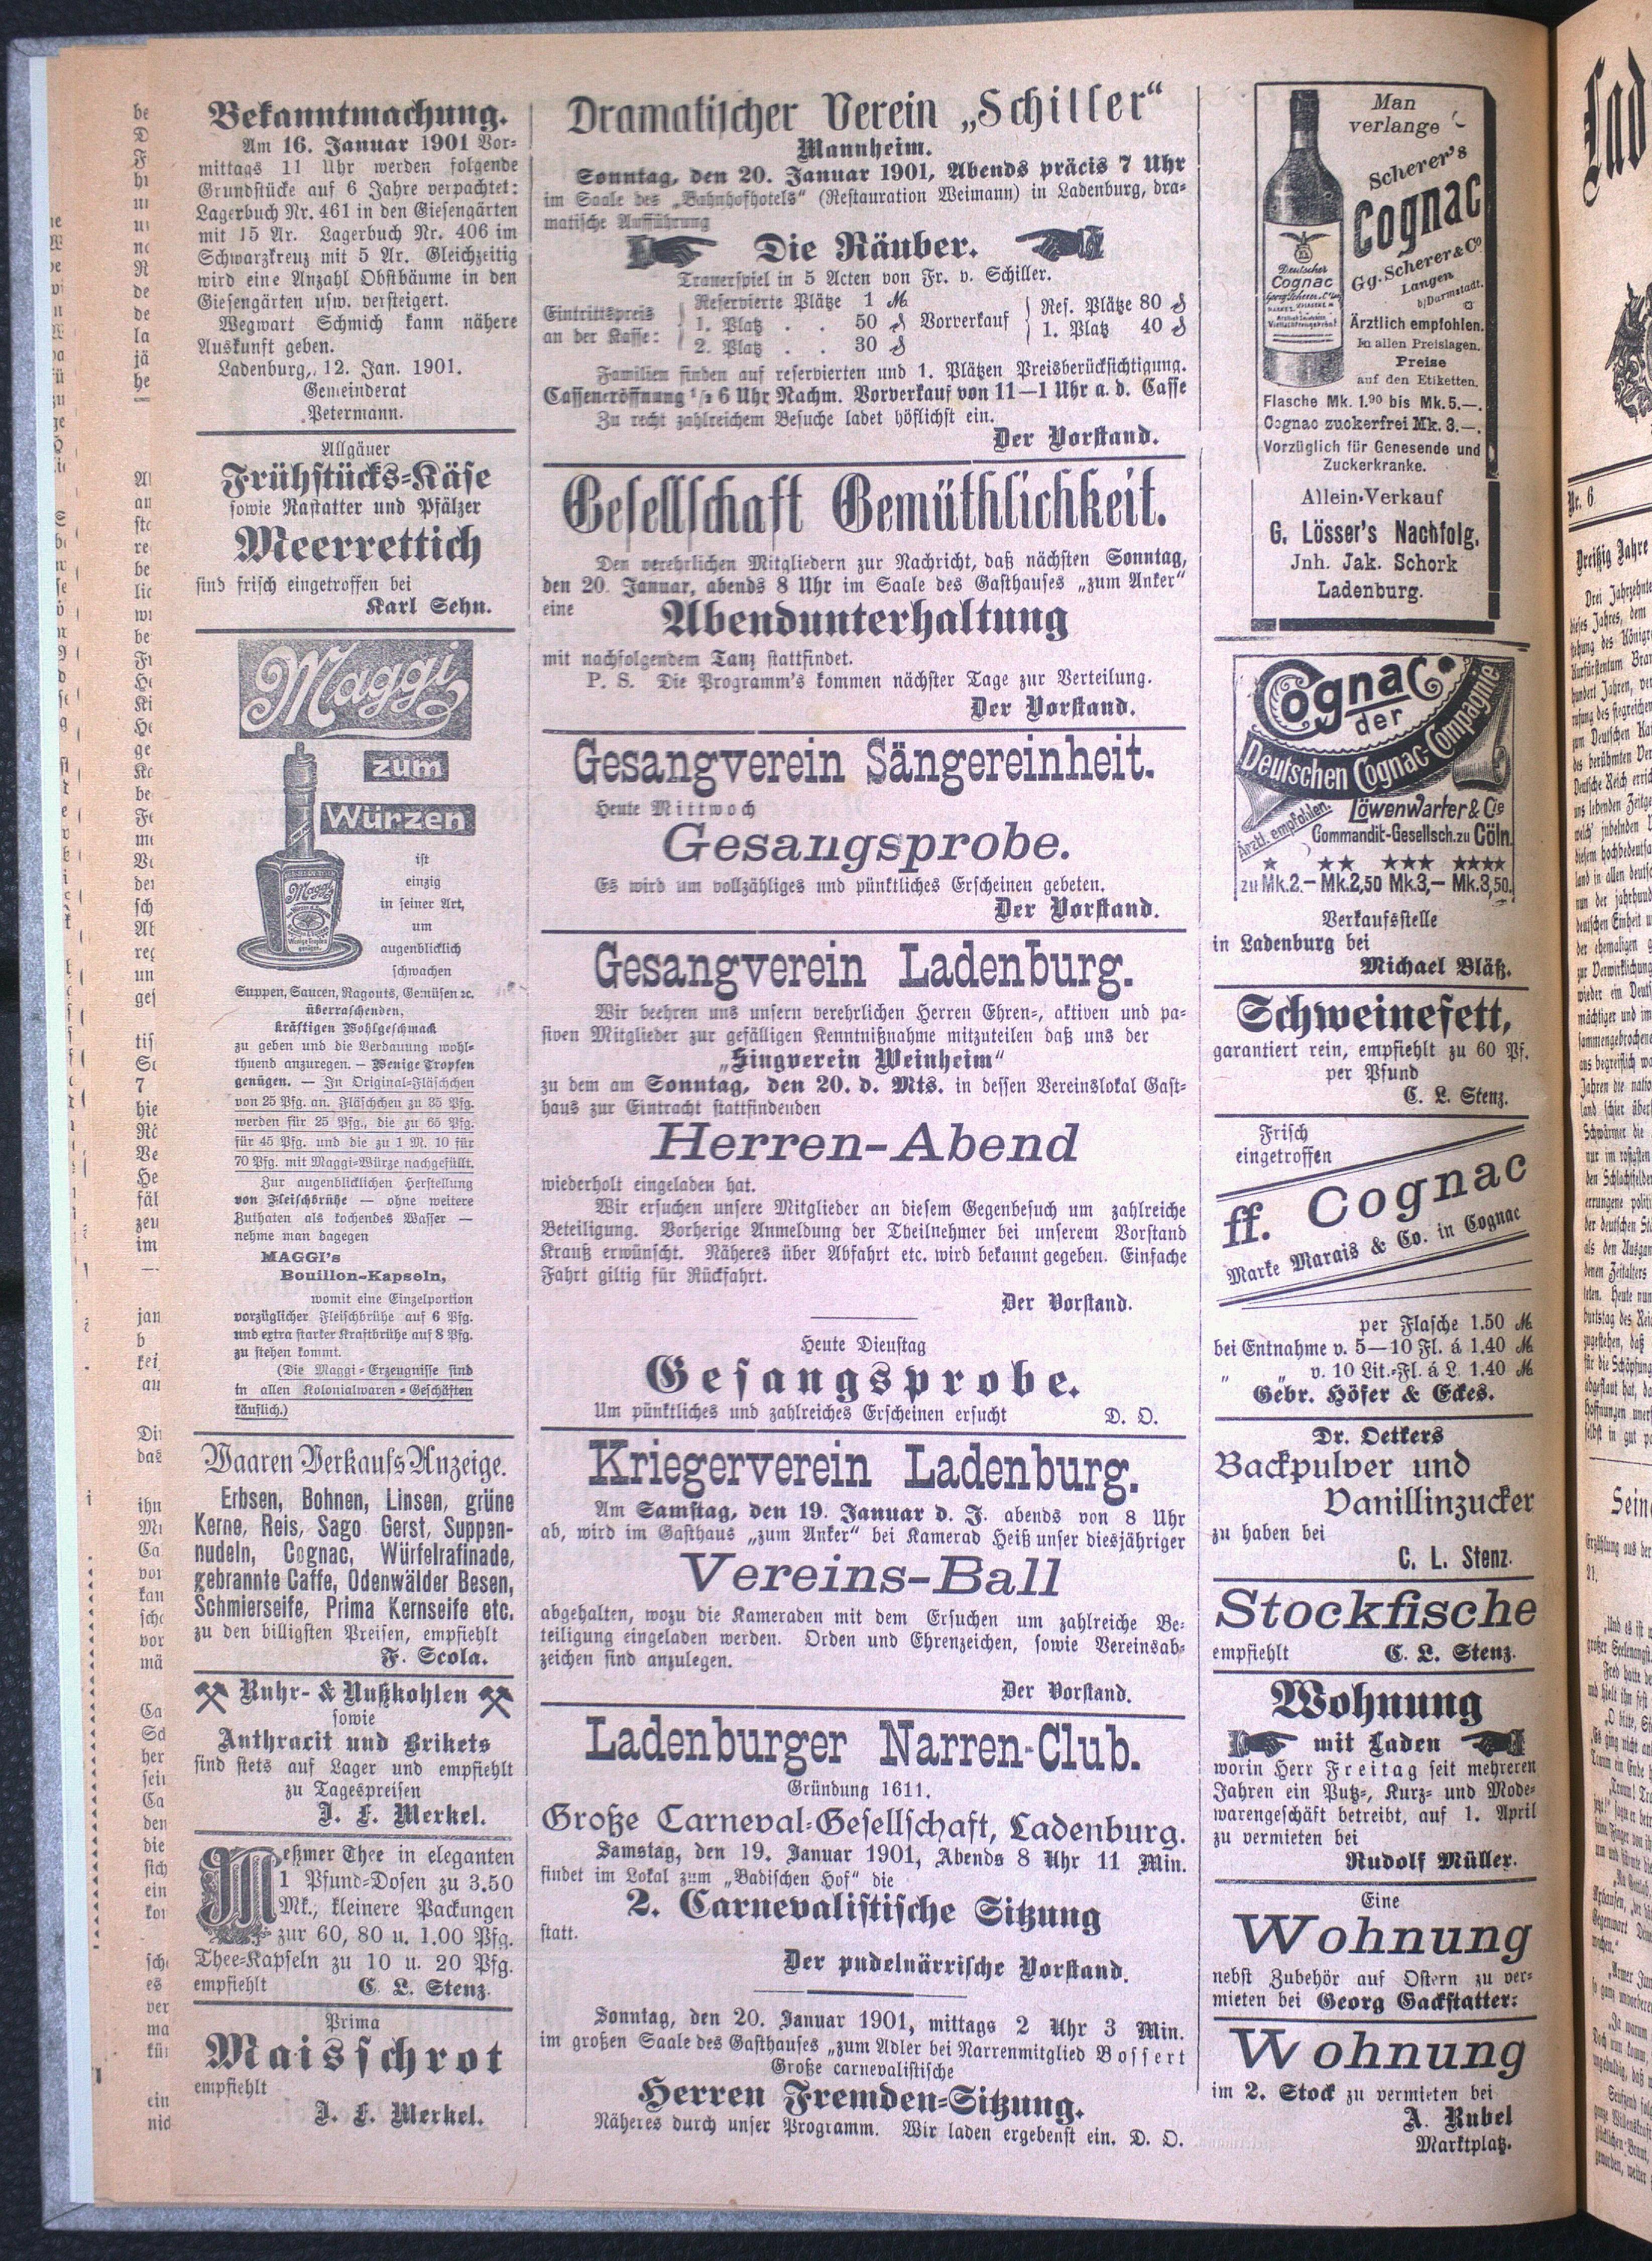 Bekanntmachung.
Am 16. Januar 1901 Vor-
mittags 11 Uhr werden folgende
Grundstücke auf 6 Jahre verpachtet:
Lagerbuch Nr. 461 in den Giesengärten
mit 15 Ar. Lagerbuch Nr. 406 im
Schwarzkreuz mit 5 Ar. Gleichzeitig
wird eine Anzahl Obstbäume in den
Giesengärten usw. versteigert.
Wegwart Schmich kann nähere
Auskunft geben.
Ladenburg, 12. Jan. 1901.
Gemeinderat
Petermann.
Allgäuer
Frühstücks-Käse
sowie Rastatter und Pfälzer
Meerrettich
sind frisch eingetroffen bei
Karl Sehn.
Maggi
zum
Würzen
ist
einzig
in seiner Art,
um
augenblicklich
schwachen
Suppen, Saucen, Ragouts, Gemüsen ꝛc.
überraschenden,
kräftigen Wohlgeschmack
zu geben und die Verdauung wohl-
thuend anzuregen. — Wenige Tropfen
genügen. — In Original-Fläschchen
von 25 Pfg. an. Fläschchen zu 35 Pfg.
werden für 25 Pfg., die zu 65 Pfg.
für 45 Pfg. und die zu 1 M. 10 für
70 Pfg. mit Maggi-Würze nachgefüllt.
Zur augenblicklichen Herstellung
von Fleischbrühe — ohne weitere
Zuthaten als kochendes Wasser —
nehme man dagegen
MAGGI's
Bouillon-Kapseln,
womit eine Einzelportion
vorzüglicher Fleischbrühe auf 6 Pfg.
und extra starker Kraftbrühe auf 8 Pfg.
zu stehen kommt.
(Die Maggi-Erzeugnisse sind
in allen Kolonialwaren-Geschäften
käuflich.)
Waaren Verkaufs Anzeige.
Erbsen, Bohnen, Linsen, grüne
Kerne, Reis, Sago Gerst, Suppen-
nudeln, Cognac, Würfelrafinade,
gebrannte Caffe, Odenwälder Besen,
Schmierseife, Prima Kernseife etc.
zu den billigsten Preisen, empfiehlt
F. Scola.
Ruhr- & Nußkohlen
sowie
Anthracit und Brikets
sind stets auf Lager und empfiehlt
zu Tagespreisen
J. F. Merkel.
Meßmer Thee in eleganten
1 Pfund-Dosen zu 3.50
Mk., kleinere Packungen
zur 60, 80 u. 1.00 Pfg.
Thee-Kapseln zu 10 u. 20 Pfg.
empfiehlt C. L. Stenz.
Prima
Maisschrot
empfiehlt
J. F. Merkel.
Dramatischer Verein „Schiller“
Mannheim.
Sonntag, den 20. Januar 1901, Abends präcis 7 Uhr
im Saale des „Bahnhofhotels“ (Restauration Weimann) in Ladenburg, dra-
matische Aufführung
Die Räuber.
Trauerspiel in 5 Acten von Fr. v. Schiller.
Eintrittspreis an der Kasse:
Reservierte Plätze 1 M
1. Platz . . 50 ₰
2. Platz . . 30 ₰
Vorverkauf
Res. Plätze 80 ₰
1. Platz 40 ₰
Familien finden auf reservierten und 1. Plätzen Preisberücksichtigung.
Casseneröffnung ½6 Uhr Nachm. Vorverkauf von 11—1 Uhr a. d. Casse
Zu recht zahlreichem Besuche ladet höflichst ein.
Der Vorstand.
Gesellschaft Gemüthlichkeit.
Den verehrlichen Mitgliedern zur Nachricht, daß nächsten Sonntag,
den 20. Januar, abends 8 Uhr im Saale des Gasthauses „zum Anker“
eine
Abendunterhaltung
mit nachfolgendem Tanz stattfindet.
P. S. Die Programm's kommen nächster Tage zur Verteilung.
Der Vorstand.
Gesangverein Sängereinheit.
Heute Mittwoch
Gesangsprobe.
Es wird um vollzähliges und pünktliches Erscheinen gebeten.
Der Vorstand.
Gesangverein Ladenburg.
Wir beehren uns unsern verehrlichen Herren Ehren-, aktiven und pa-
siven Mitglieder zur gefälligen Kenntnißnahme mitzuteilen daß uns der
„Singverein Weinheim“
zu dem am Sonntag, den 20. d. Mts. in dessen Vereinslokal Gast-
haus zur Eintracht stattfindenden
Herren-Abend
wiederholt eingeladen hat.
Wir ersuchen unsere Mitglieder an diesem Gegenbesuch um zahlreiche
Beteiligung. Vorherige Anmeldung der Theilnehmer bei unserem Vorstand
Krauß erwünscht. Näheres über Abfahrt etc. wird bekannt gegeben. Einfache
Fahrt giltig für Rückfahrt.
Der Vorstand.
Heute Dienstag
Gesangsprobe.
Um pünktliches und zahlreiches Erscheinen ersucht D. O.
Kriegerverein Ladenburg.
Am Samstag, den 19. Januar d. J. abends von 8 Uhr
ab, wird im Gasthaus „zum Anker“ bei Kamerad Heiß unser diesjähriger
Vereins-Ball
abgehalten, wozu die Kameraden mit dem Ersuchen um zahlreiche Be-
teiligung eingeladen werden. Orden und Ehrenzeichen, sowie Vereinsab-
zeichen sind anzulegen.
Der Vorstand.
Ladenburger Narren-Club.
Gründung 1611.
Große Carneval-Gesellschaft, Ladenburg.
Samstag, den 19. Januar 1901, Abends 8 Uhr 11 Min.
findet im Lokal zum „Badischen Hof“ die
2. Carnevalistische Sitzung
statt.
Der pudelnärrische Vorstand.
Sonntag, den 20. Januar 1901, mittags 2 Uhr 3 Min.
im großen Saale des Gasthauses „zum Adler bei Narrenmitglied Bossert
Große carnevalistische
Herren Fremden-Sitzung.
Näheres durch unser Programm. Wir laden ergebenst ein. D. O.
Man
verlange
Scherer's
Cognac
Gg. Scherer & Co
Langen
b/Darmstadt.
Deutscher
Cognac
Ärztlich empfohlen.
In allen Preislagen.
Preise
auf den Etiketten.
Flasche Mk. 1.90 bis Mk. 5.—.
Cognac zuckerfrei Mk. 3.—.
Vorzüglich für Genesende und
Zuckerkranke.
Allein-Verkauf
G. Lösser's Nachfolg.
Jnh. Jak. Schork
Ladenburg.
Cognac
der
Deutschen Cognac-Compagnie
Ärztl. empfohlen.
Löwenwarter & Cie
Commandit-Gesellsch. zu Cöln
★ ★★ ★★★ ★★★★
zu Mk. 2.— Mk. 2,50 Mk. 3,— Mk. 3,50.
Verkaufsstelle
in Ladenburg bei
Michael Bläß.
Schweinefett,
garantiert rein, empfiehlt zu 60 Pf.
per Pfund
C. L. Stenz.
Frisch
eingetroffen
ff. Cognac
Marke Marais & Co. in Cognac
per Flasche 1.50 M
bei Entnahme v. 5—10 Fl. á 1.40 M
„ v. 10 Lit.-Fl. á L. 1.40 M
Gebr. Höfer & Eckes.
Dr. Oetkers
Backpulver und
Vanillinzucker
zu haben bei
C. L. Stenz.
Stockfische
empfiehlt C. L. Stenz.
Wohnung
mit Laden
worin Herr Freitag seit mehreren
Jahren ein Putz-, Kurz- und Mode-
warengeschäft betreibt, auf 1. April
zu vermieten bei
Rudolf Müller.
Eine
Wohnung
nebst Zubehör auf Ostern zu ver-
mieten bei Georg Gackstatter.
Wohnung
im 2. Stock zu vermieten bei
A. Rubel
Marktplatz.
Nr. 6
Dreißig Jahre